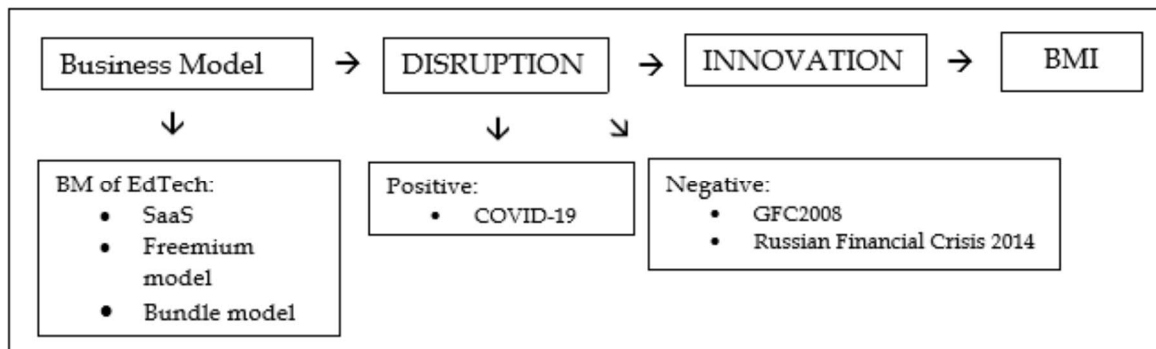 Business Model → DISRUPTION → INNOVATION → BMI
↓ ↓ ↘
BM of EdTech:
• SaaS
• Freemium
model
• Bundle model
Positive:
• COVID-19
Negative:
• GFC2008
• Russian Financial Crisis 2014